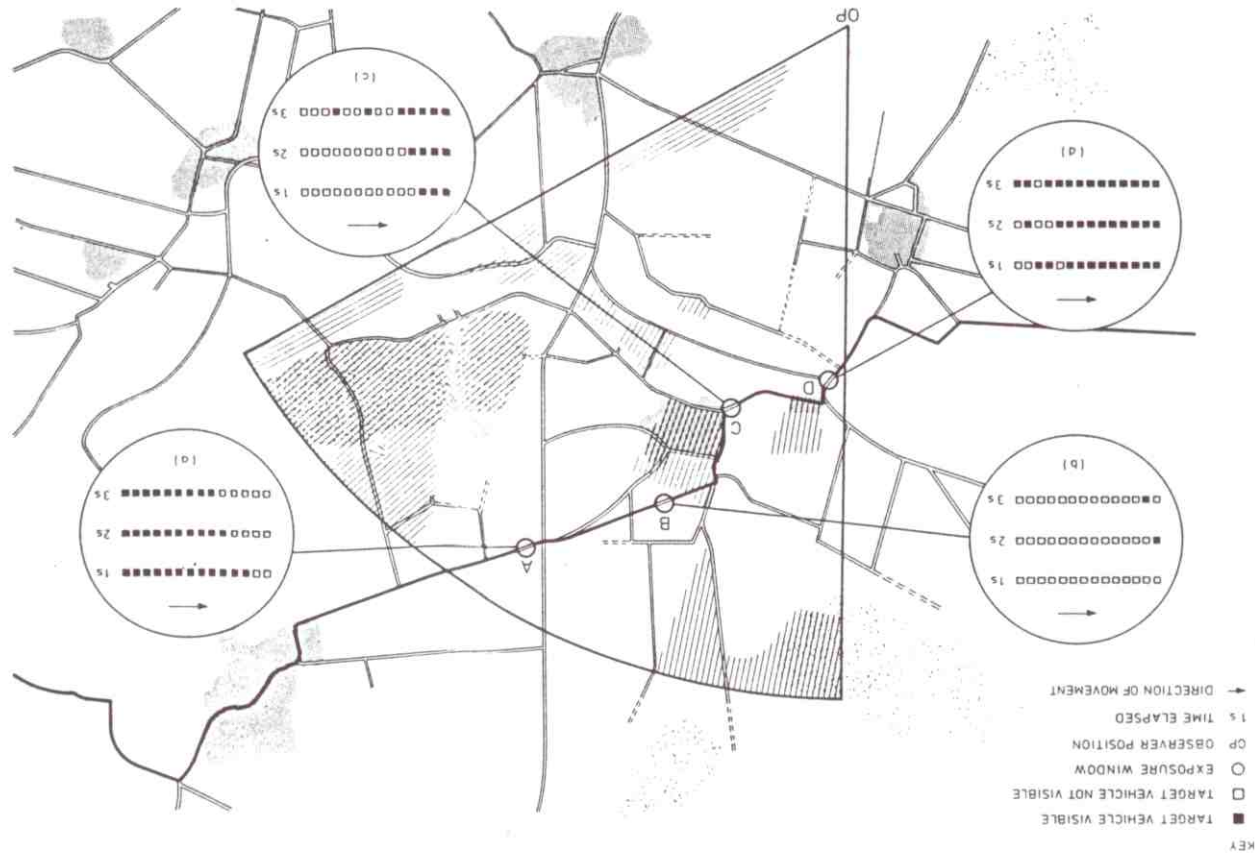 KEY
TARGET VEHICLE VISIBLE
TARGET VEHICLE NOT VISIBLE
EXPOSURE WINDOW
OP OBSERVER POSITION
1s TIME ELAPSED
DIRECTION OF MOVEMENT
1s
2s
3s
(b)
A
1s
2s
3s
(a)
B
C
D
1s
2s
3s
(d)
1s
2s
3s
(c)
OP